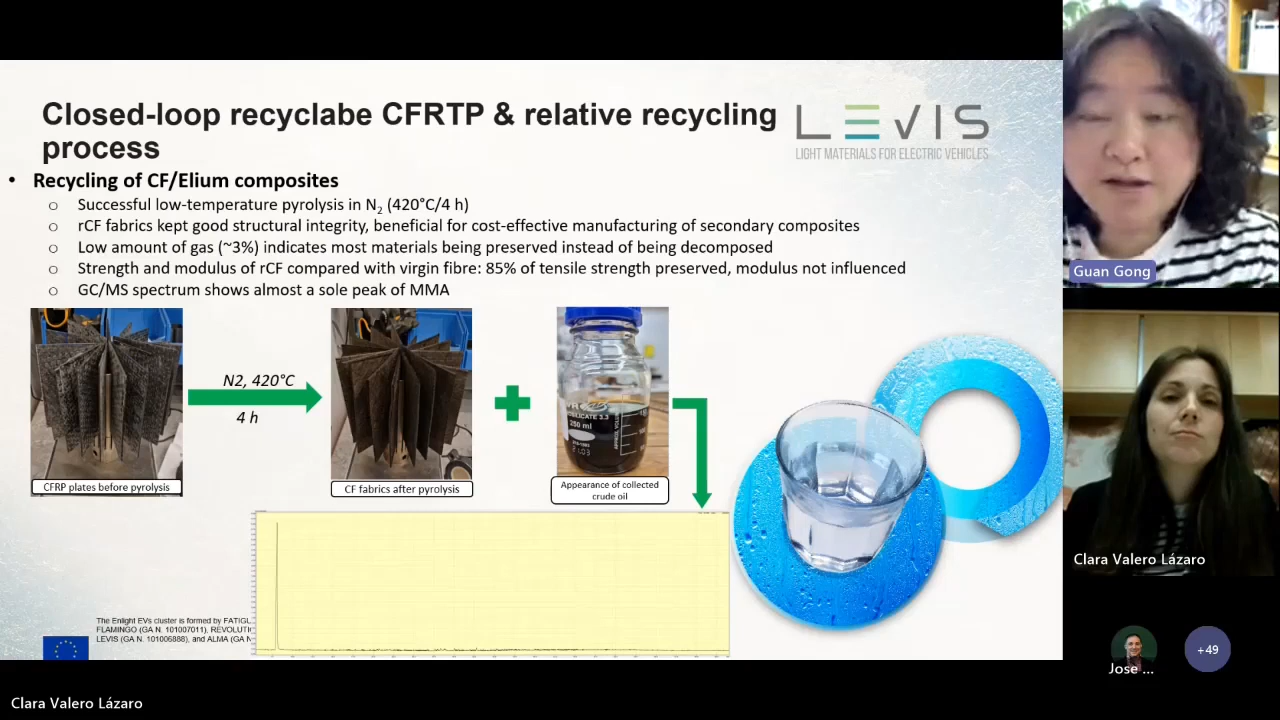 Closed-loop recyclabe CFRTP & relative recycling
process
LEVIS
LIGHT MATERIALS FOR ELECTRIC VEHICLES
• Recycling of CF/Elium composites
o Successful low-temperature pyrolysis in N2 (420°C/4 h)
o rCF fabrics kept good structural integrity, beneficial for cost-effective manufacturing of secondary composites
o Low amount of gas (~3%) indicates most materials being preserved instead of being decomposed
o Strength and modulus of rCF compared with virgin fibre: 85% of tensile strength preserved, modulus not influenced
o GC/MS spectrum shows almost a sole peak of MMA
N2, 420°C
4 h
250 ml
CFRP plates before pyrolysis
CF fabrics after pyrolysis
Appearance of collected
crude oil
The Enlight EVs cluster is formed by
FLAMINGO (GA N. 101007011),
LEVIS (GA N. 101006888), and ALMA (GA N
Guan Gong
Clara Valero Lázaro
Jose ...
+49
Clara Valero Lázaro